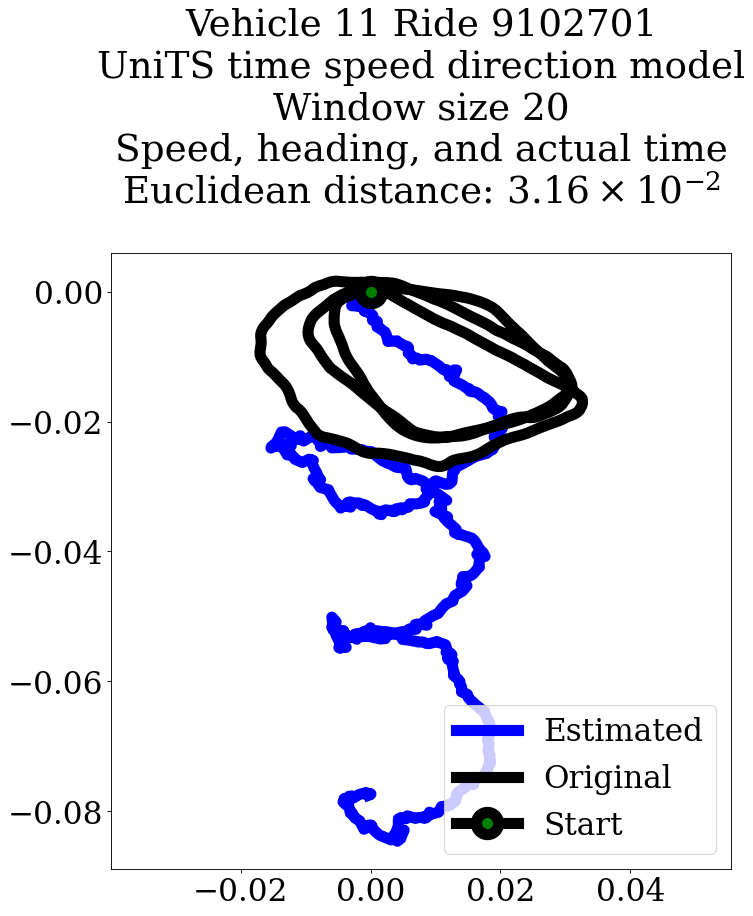 Vehicle 11 Ride 9102701
UniTS time speed direction model
Window size 20
Speed, heading, and actual time
Euclidean distance: 3.16 × 10⁻²
0.00
−0.02
−0.04
−0.06
−0.08
−0.02 0.00 0.02 0.04
Estimated
Original
Start